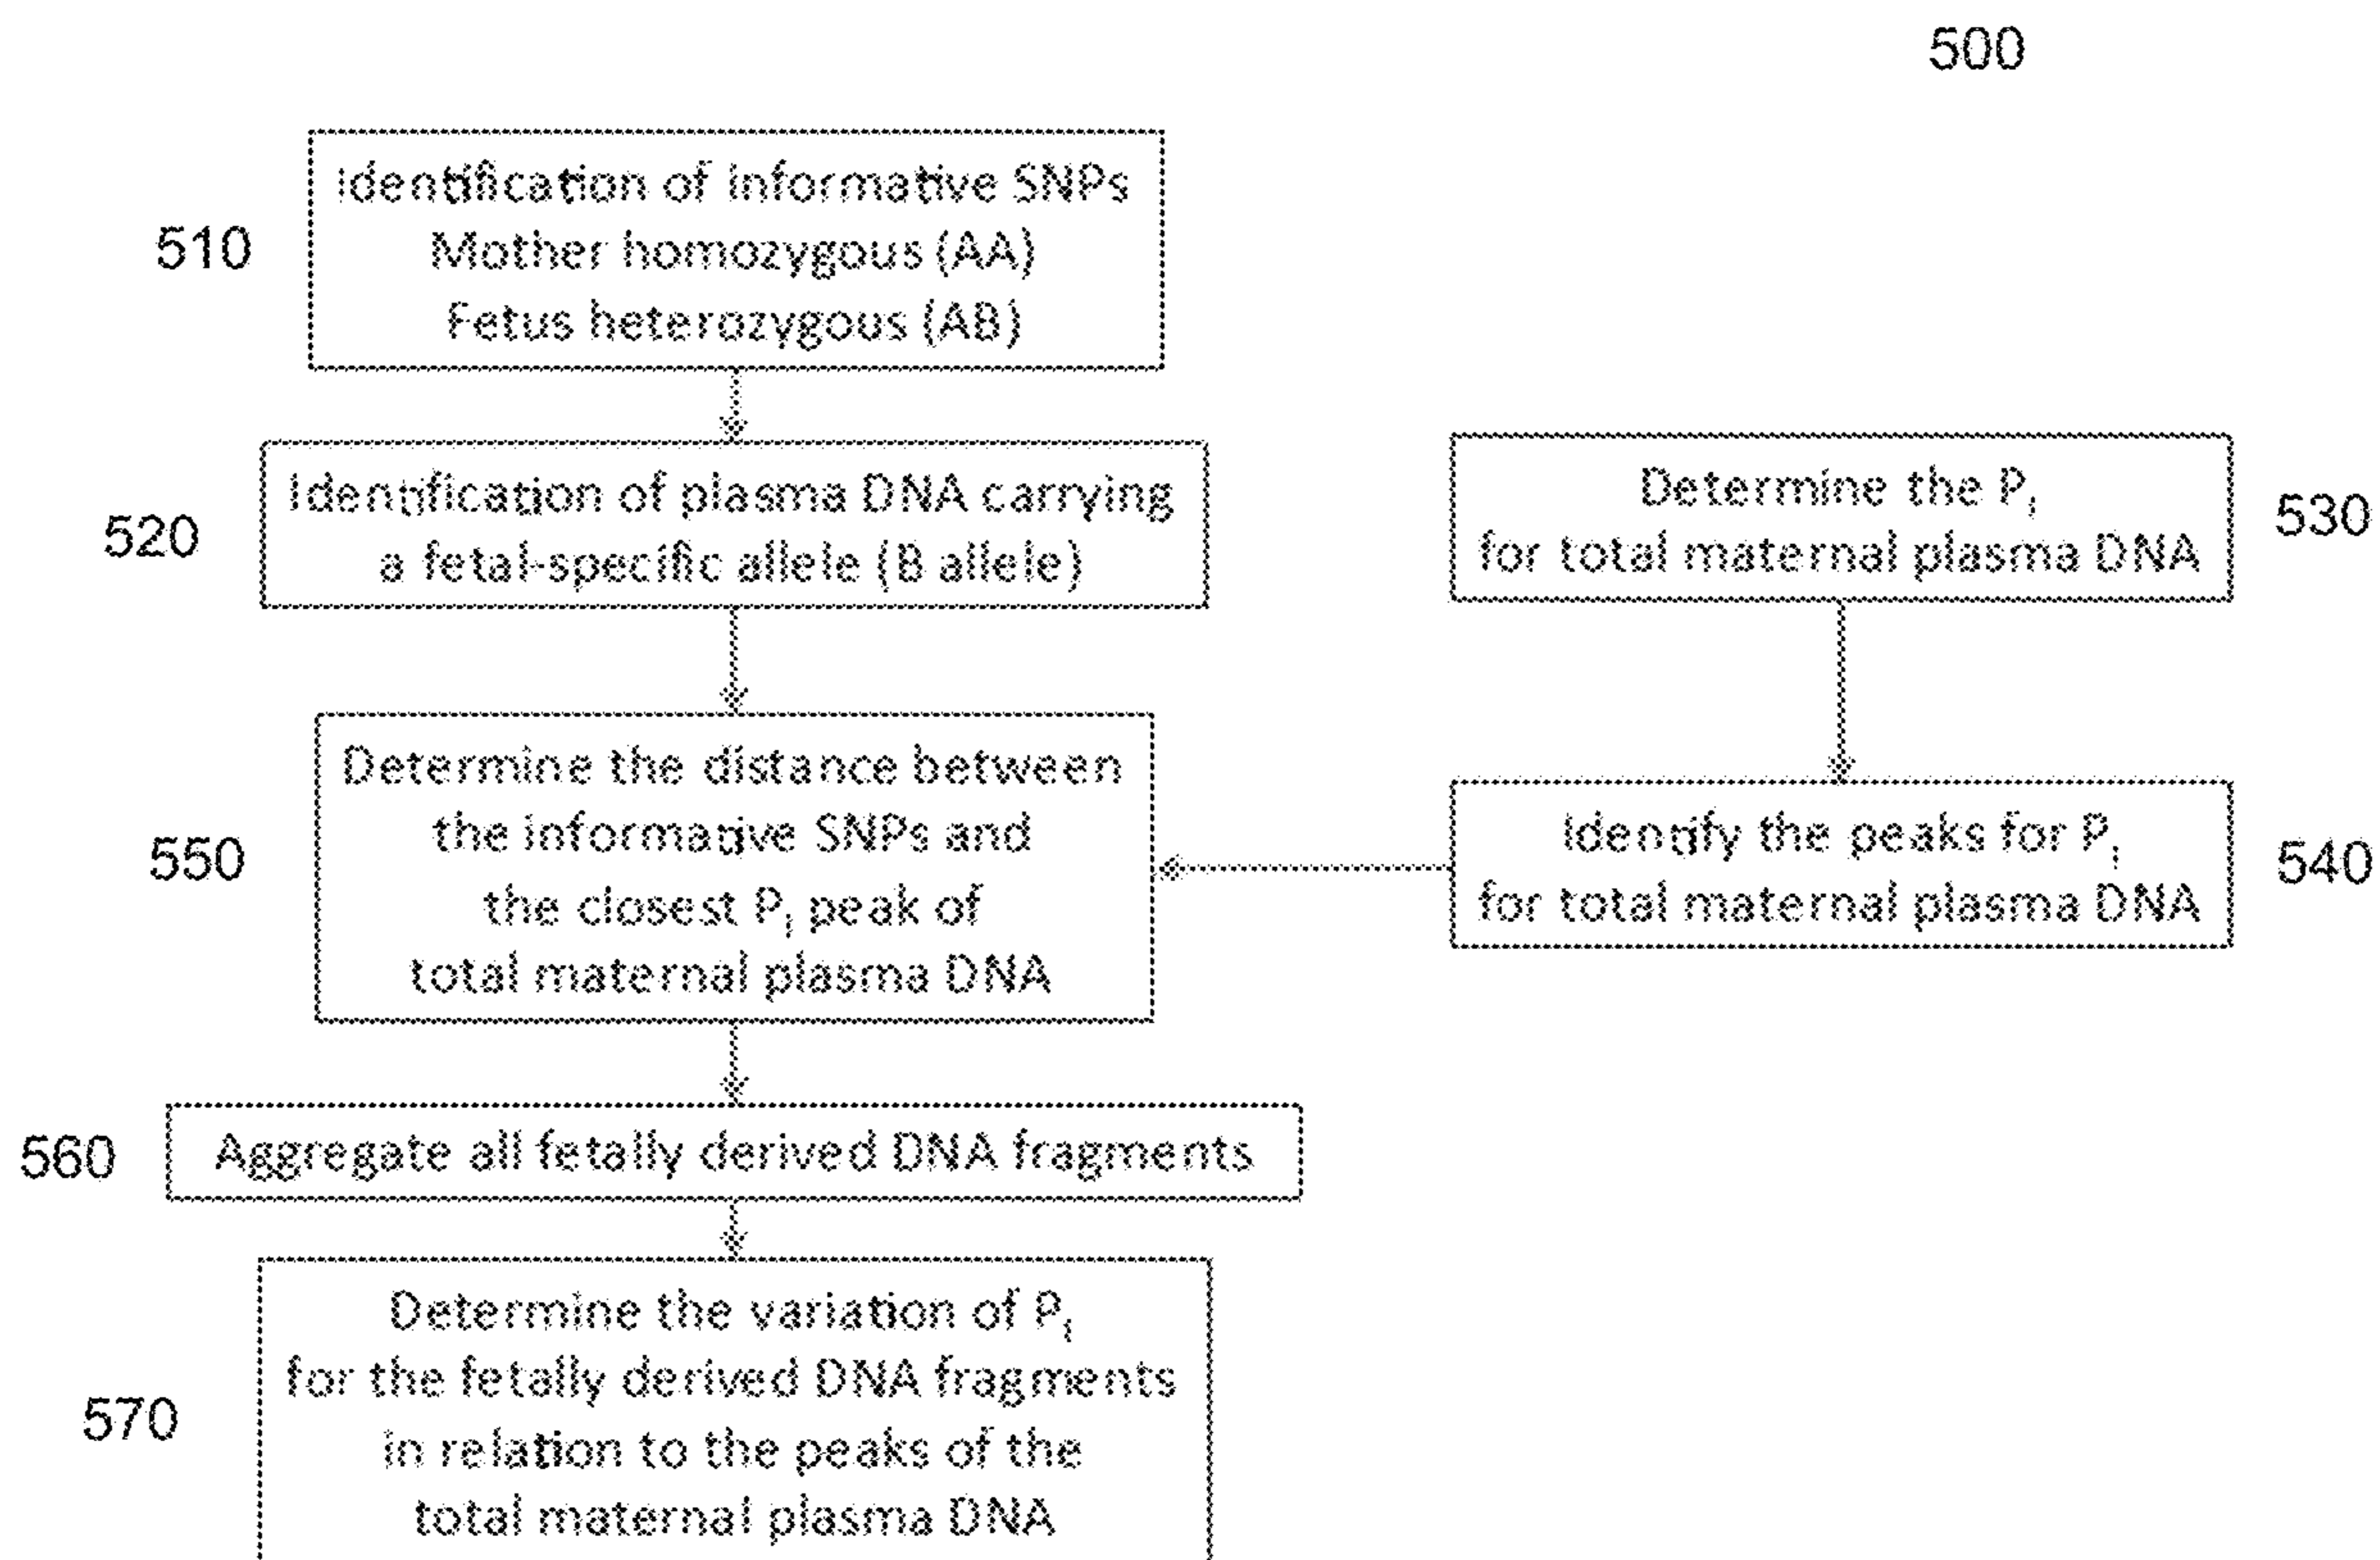 500
510
Identification of informative SNPs
Mother homozygous (AA)
Fetus heterozygous (AB)
520
Identification of plasma DNA carrying
a fetal-specific allele (B allele)
Determine the Pᵢ
for total maternal plasma DNA
530
550
Determine the distance between
the informative SNPs and
the closest Pᵢ peak of
total maternal plasma DNA
Identify the peaks for Pᵢ
for total maternal plasma DNA
540
560
Aggregate all fetally derived DNA fragments
570
Determine the variation of Pᵢ
for the fetally derived DNA fragments
in relation to the peaks of the
total maternal plasma DNA